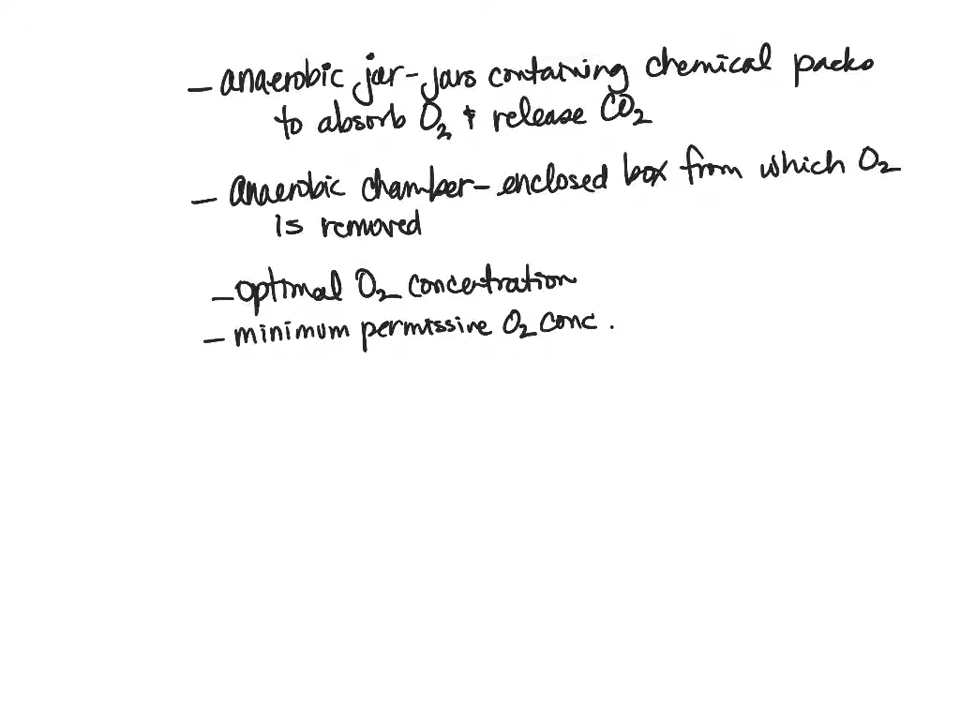 - anaerobic jar - jars containing chemical packs
to absorb O₂ & release CO₂
- anaerobic chamber - enclosed box from which O₂
is removed
- optimal O₂ concentration
- minimum permissive O₂ conc.